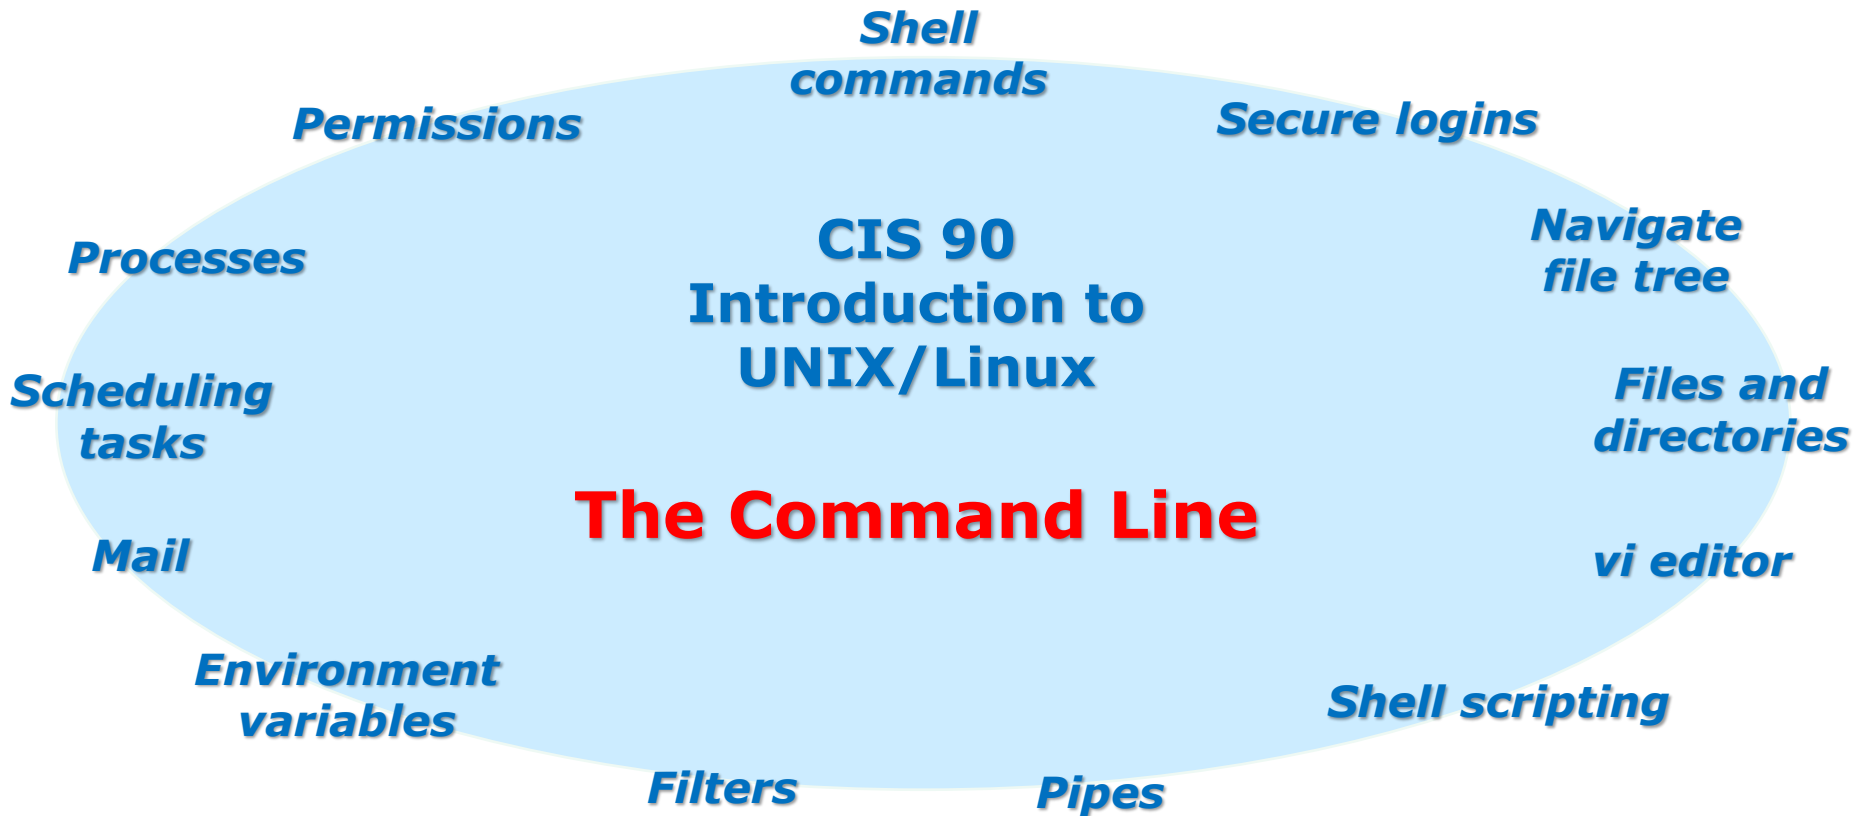 Shell
commands
Permissions
Secure logins
Navigate
file tree
Processes
CIS 90
Introduction to
UNIX/Linux
Files and
directories
Scheduling
tasks
The Command Line
Mail
vi editor
Environment
variables
Shell scripting
Filters
Pipes